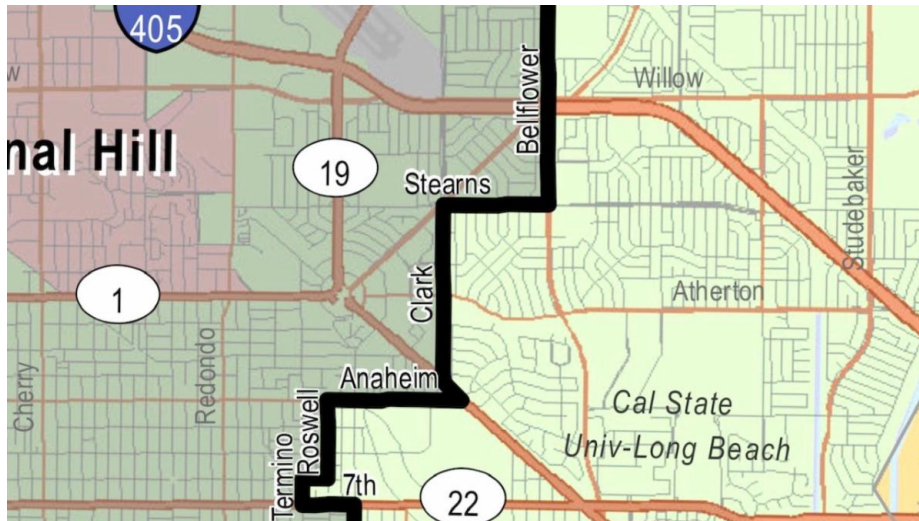 405
Willow
Bellflower
nal Hill
19
Stearns
Studebaker
1
Clark
Atherton
Cherry
Redondo
Anaheim
Roswell
Termino
Cal State
Univ-Long Beach
7th
22